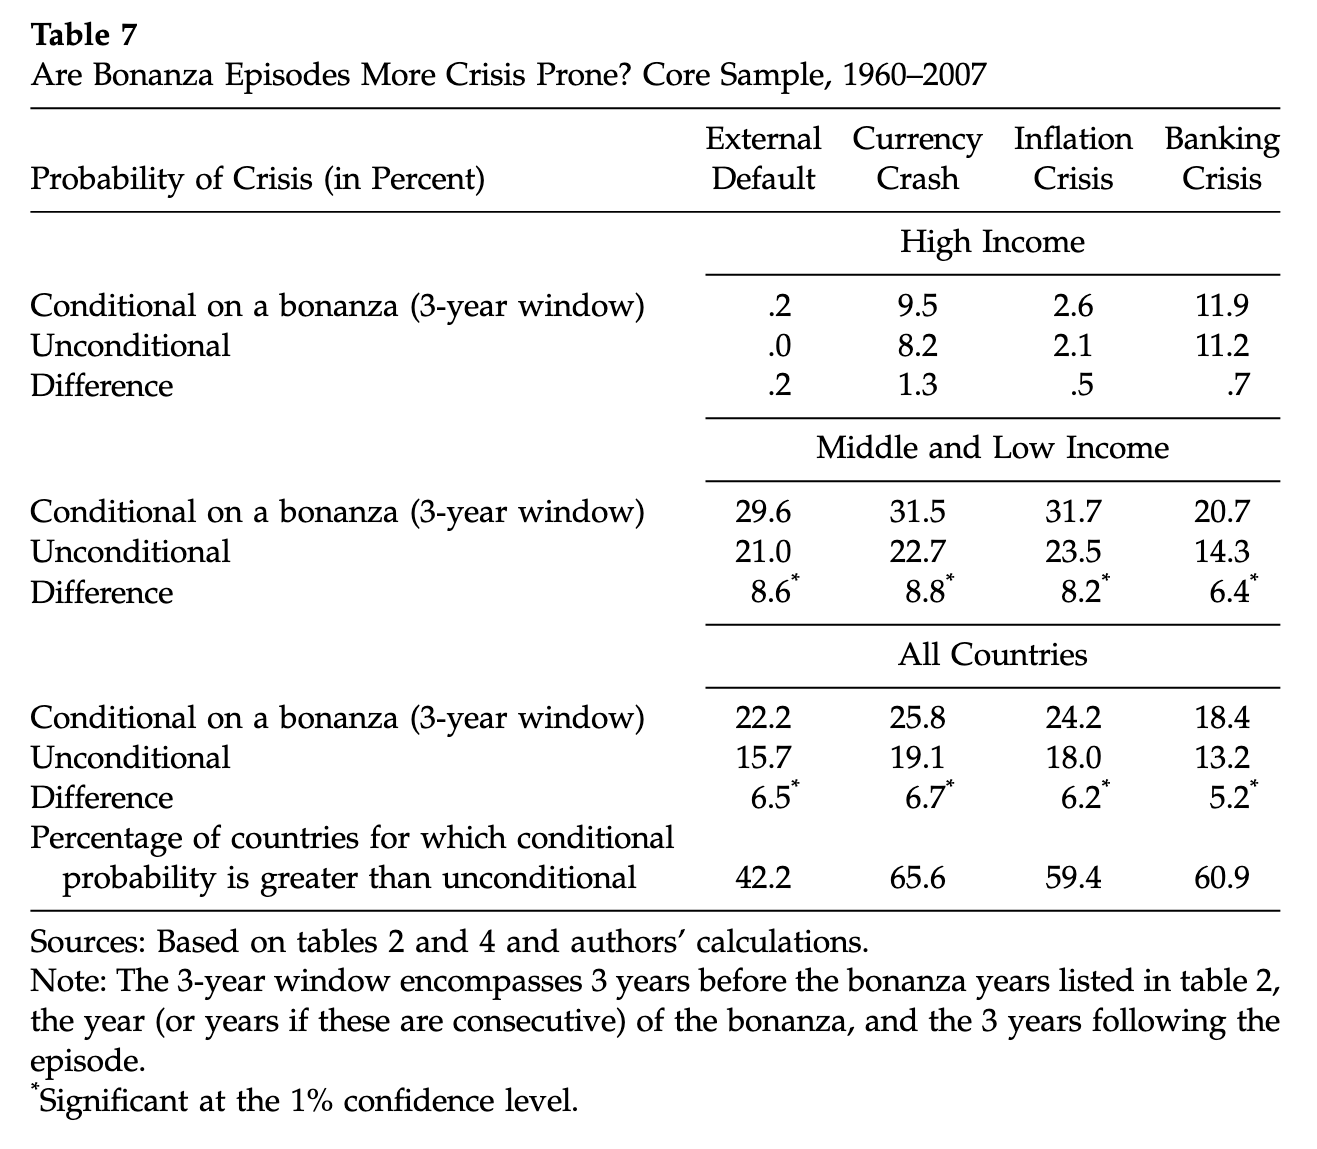 Table 7
Are Bonanza Episodes More Crisis Prone? Core Sample, 1960–2007
External Currency Inflation Banking
Probability of Crisis (in Percent) Default Crash Crisis Crisis
High Income
Conditional on a bonanza (3-year window) .2 9.5 2.6 11.9
Unconditional .0 8.2 2.1 11.2
Difference .2 1.3 .5 .7
Middle and Low Income
Conditional on a bonanza (3-year window) 29.6 31.5 31.7 20.7
Unconditional 21.0 22.7 23.5 14.3
Difference 8.6* 8.8* 8.2* 6.4*
All Countries
Conditional on a bonanza (3-year window) 22.2 25.8 24.2 18.4
Unconditional 15.7 19.1 18.0 13.2
Difference 6.5* 6.7* 6.2* 5.2*
Percentage of countries for which conditional
probability is greater than unconditional 42.2 65.6 59.4 60.9
Sources: Based on tables 2 and 4 and authors’ calculations.
Note: The 3-year window encompasses 3 years before the bonanza years listed in table 2,
the year (or years if these are consecutive) of the bonanza, and the 3 years following the
episode.
*Significant at the 1% confidence level.